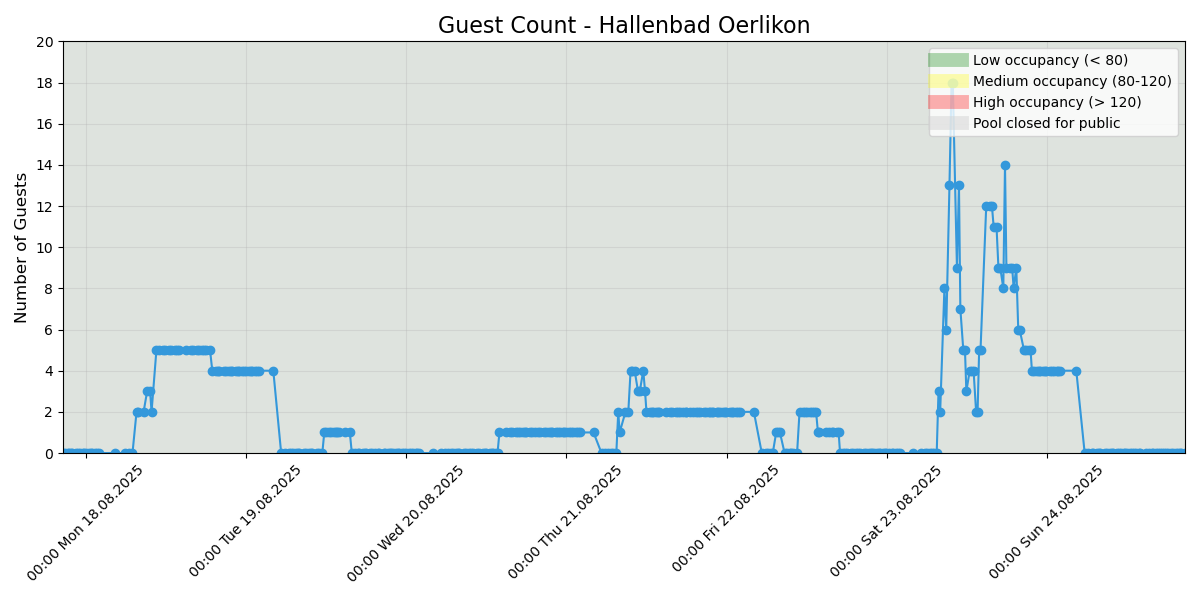 Guest Count - Hallenbad Oerlikon
Number of Guests
20
18
16
14
12
10
8
6
4
2
0
Low occupancy (< 80)
Medium occupancy (80-120)
High occupancy (> 120)
Pool closed for public
00:00 Mon 18.08.2025
00:00 Tue 19.08.2025
00:00 Wed 20.08.2025
00:00 Thu 21.08.2025
00:00 Fri 22.08.2025
00:00 Sat 23.08.2025
00:00 Sun 24.08.2025